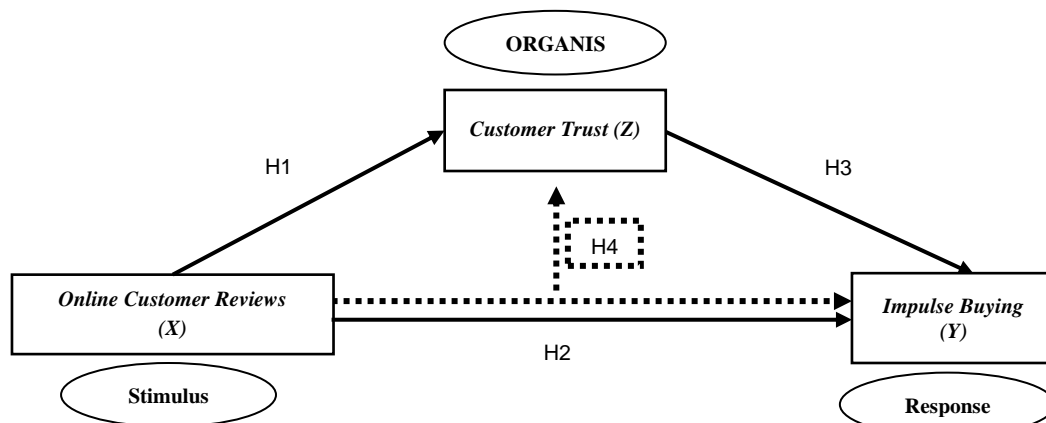 ORGANIS
Customer Trust (Z)
H1
H3
H4
Online Customer Reviews
(X)
Impulse Buying
(Y)
H2
Stimulus
Response